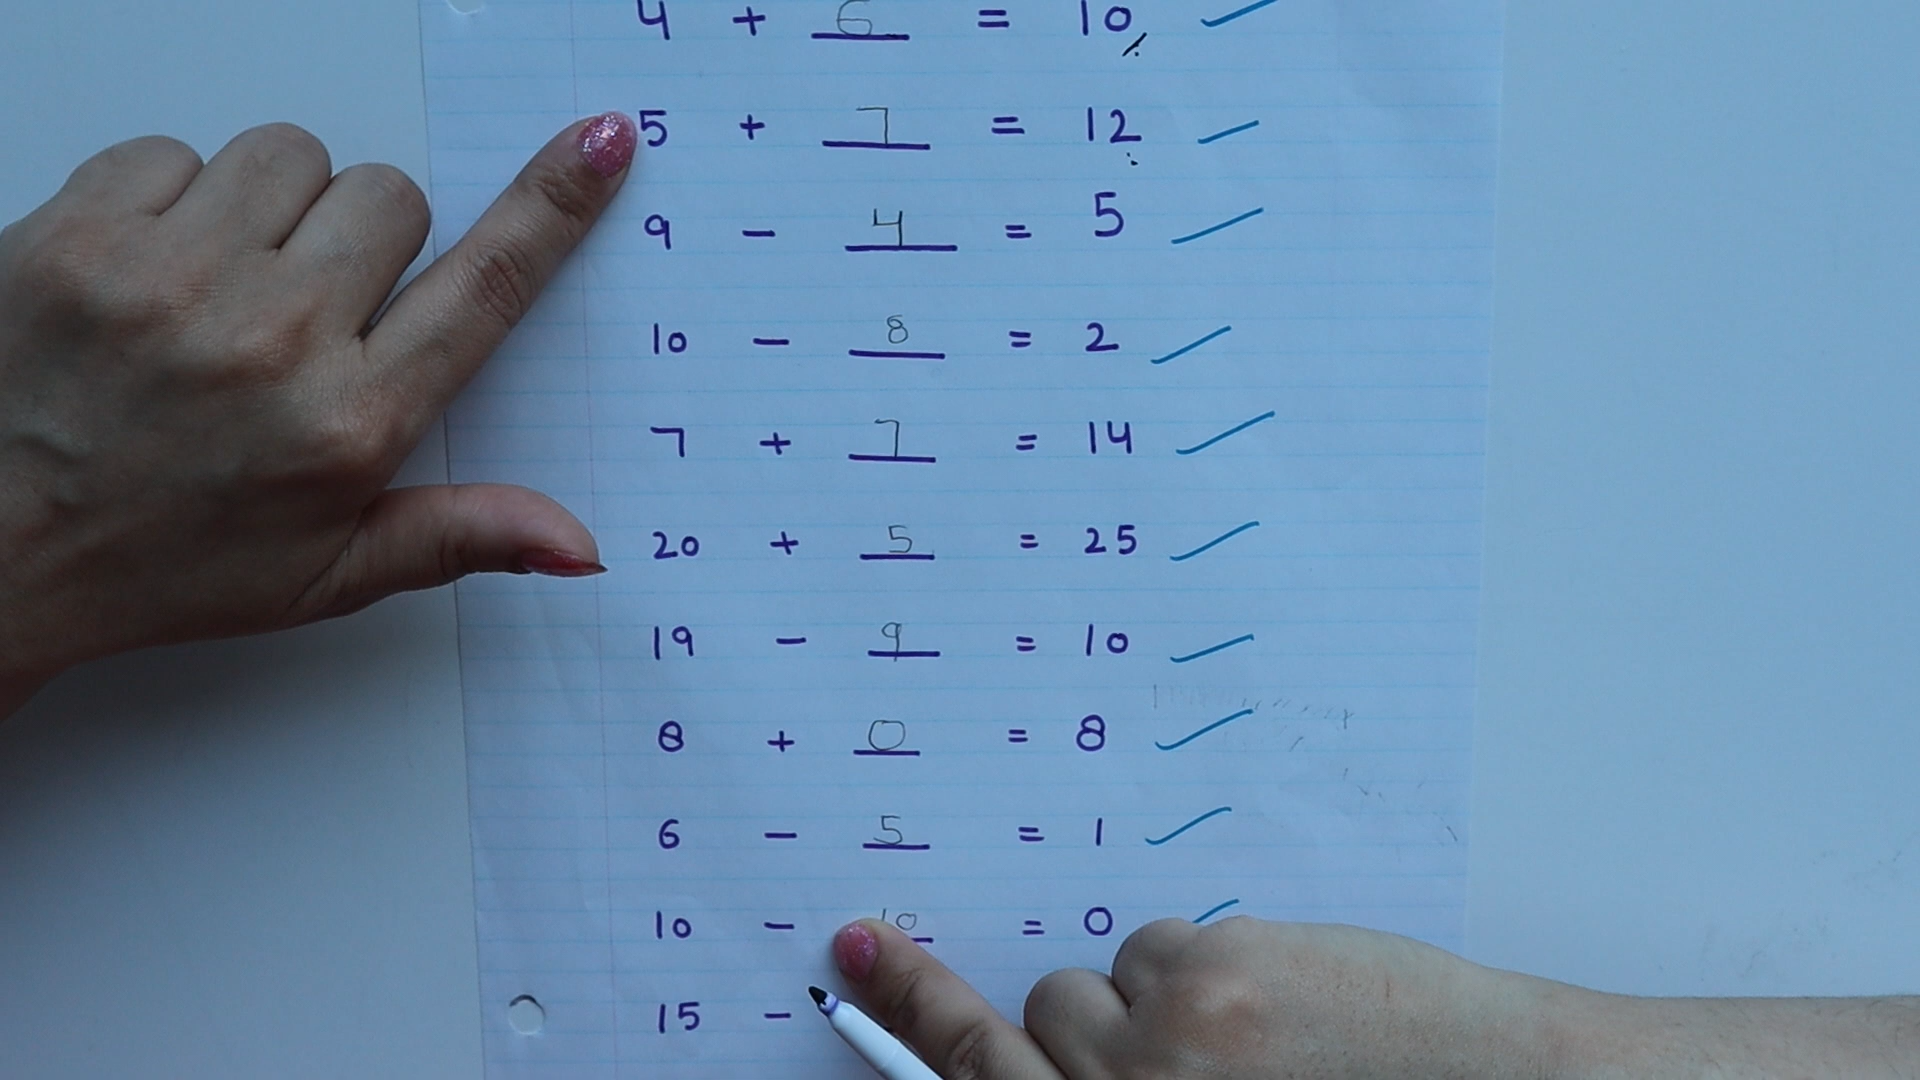 4 + 6 = 10
5 + 7 = 12
9 - 4 = 5
10 - 8 = 2
7 + 7 = 14
20 + 5 = 25
19 - 9 = 10
8 + 0 = 8
6 - 5 = 1
10 - 10 = 0
15 -